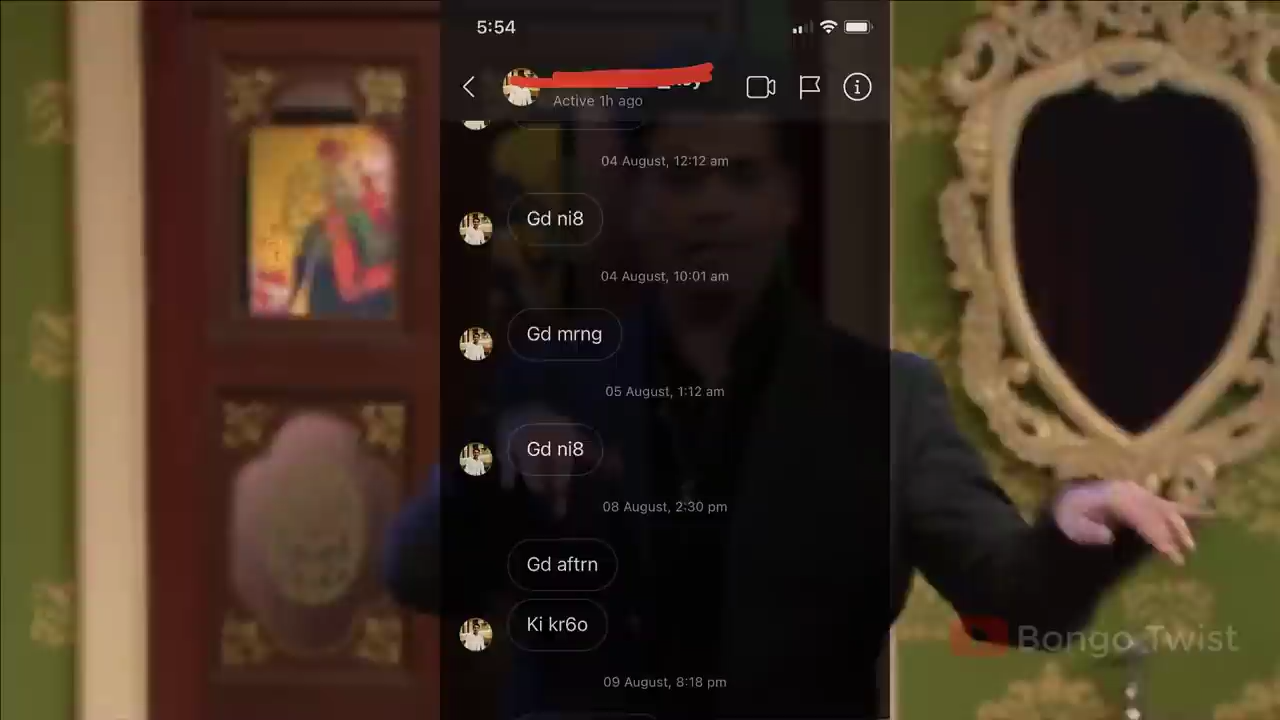 5:54
Active 1h ago
04 August, 12:12 am
Gd ni8
04 August, 10:01 am
Gd mrng
05 August, 1:12 am
Gd ni8
08 August, 2:30 pm
Gd aftrn
Ki kr6o
09 August, 8:18 pm
Bongo Twist